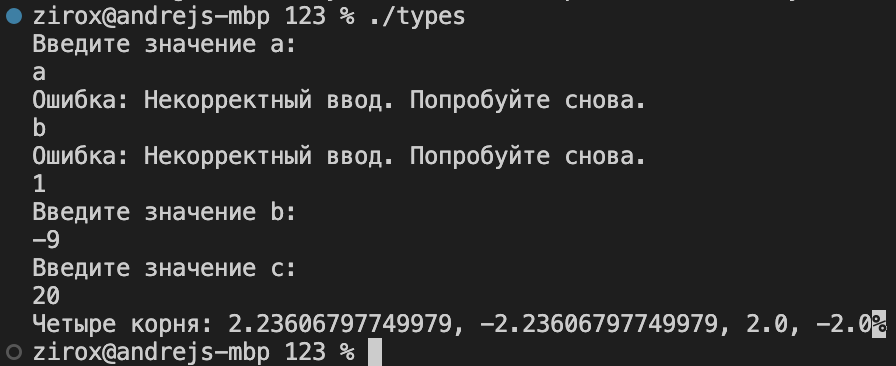 zirox@andrejs-mbp 123 % ./types
Введите значение a:
a
Ошибка: Некорректный ввод. Попробуйте снова.
b
Ошибка: Некорректный ввод. Попробуйте снова.
1
Введите значение b:
-9
Введите значение c:
20
Четыре корня: 2.23606797749979, -2.23606797749979, 2.0, -2.0%
zirox@andrejs-mbp 123 %